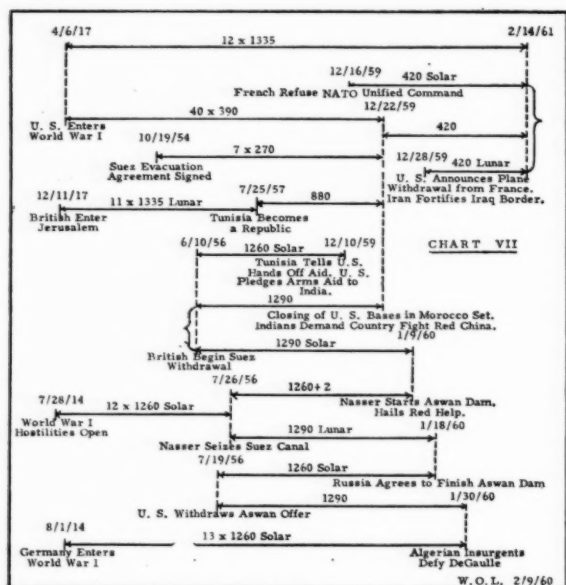 4/6/17 2/14/61
12 x 1335
12/16/59 420 Solar
French Refuse NATO Unified Command
40 x 390 12/22/59
U. S. Enters
World War I
420
10/19/54
7 x 270
Suez Evacuation
Agreement Signed
12/28/59 420 Lunar
U. S. Announces Plane
Withdrawal from France.
Iran Fortifies Iraq Border.
12/11/17 7/25/57
11 x 1335 Lunar 880
British Enter
Jerusalem
Tunisia Becomes
a Republic
CHART VII
6/10/56 1260 Solar 12/10/59
Tunisia Tells U.S.
Hands Off Aid. U. S.
Pledges Arms Aid to
India.
1290
Closing of U. S. Bases in Morocco Set.
Indians Demand Country Fight Red China.
1290 Solar 1/9/60
British Begin Suez
Withdrawal
7/28/14 7/26/56
12 x 1260 Solar 1260+2
World War I
Hostilities Open
Nasser Starts Aswan Dam,
Hails Red Help.
1290 Lunar 1/18/60
Nasser Seizes Suez Canal
7/19/56 1260 Solar
Russia Agrees to Finish Aswan Dam
1290 1/30/60
U. S. Withdraws Aswan Offer
8/1/14
13 x 1260 Solar
Germany Enters
World War I
Algerian Insurgents
Defy DeGaulle
W. O. L. 2/9/60